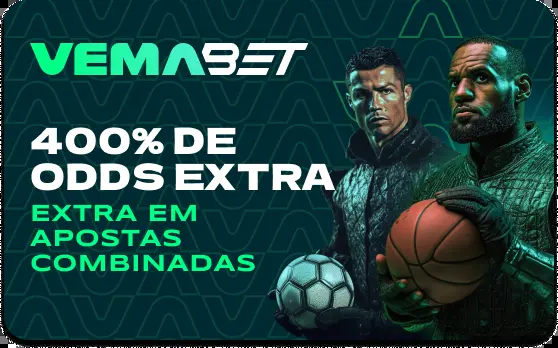 VEMABET
400% DE
ODDS EXTRA
EXTRA EM
APOSTAS
COMBINADAS